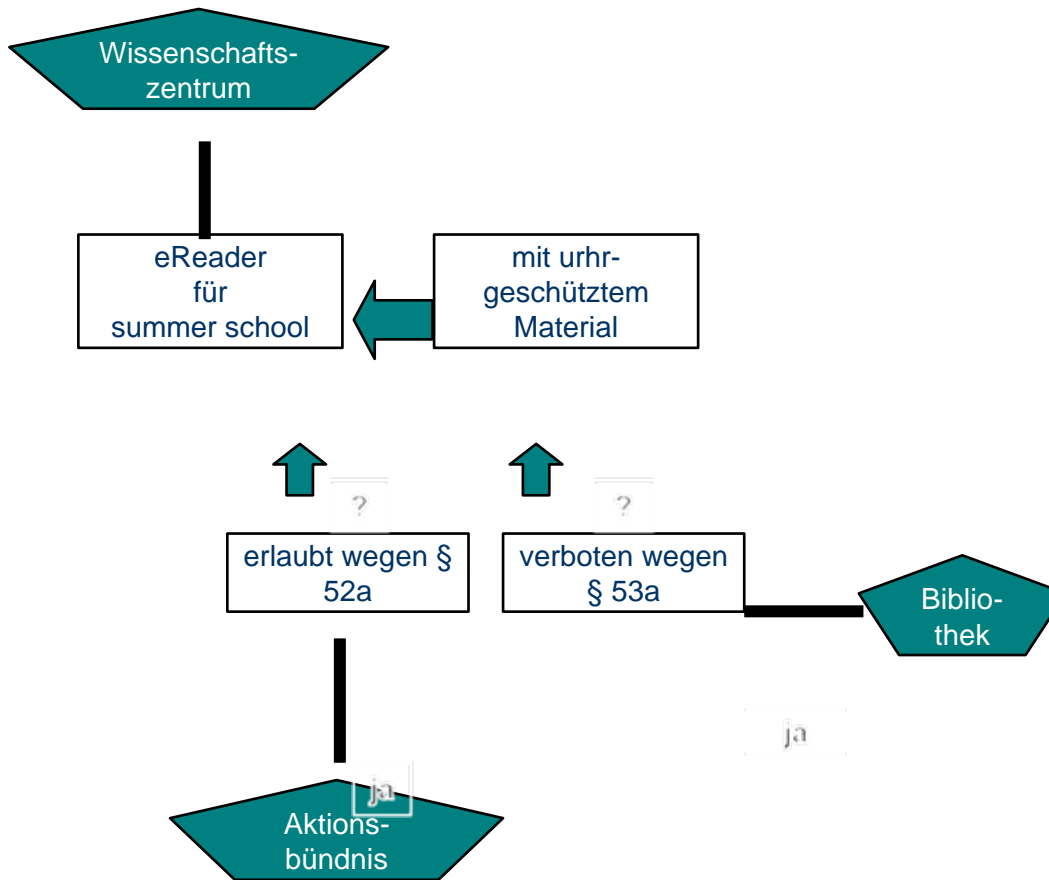 Wissenschafts-
zentrum
eReader
für
summer school
mit urhr-
geschütztem
Material
?
?
erlaubt wegen §
52a
verboten wegen
§ 53a
Biblio-
thek
ja
ja
Aktions-
bündnis